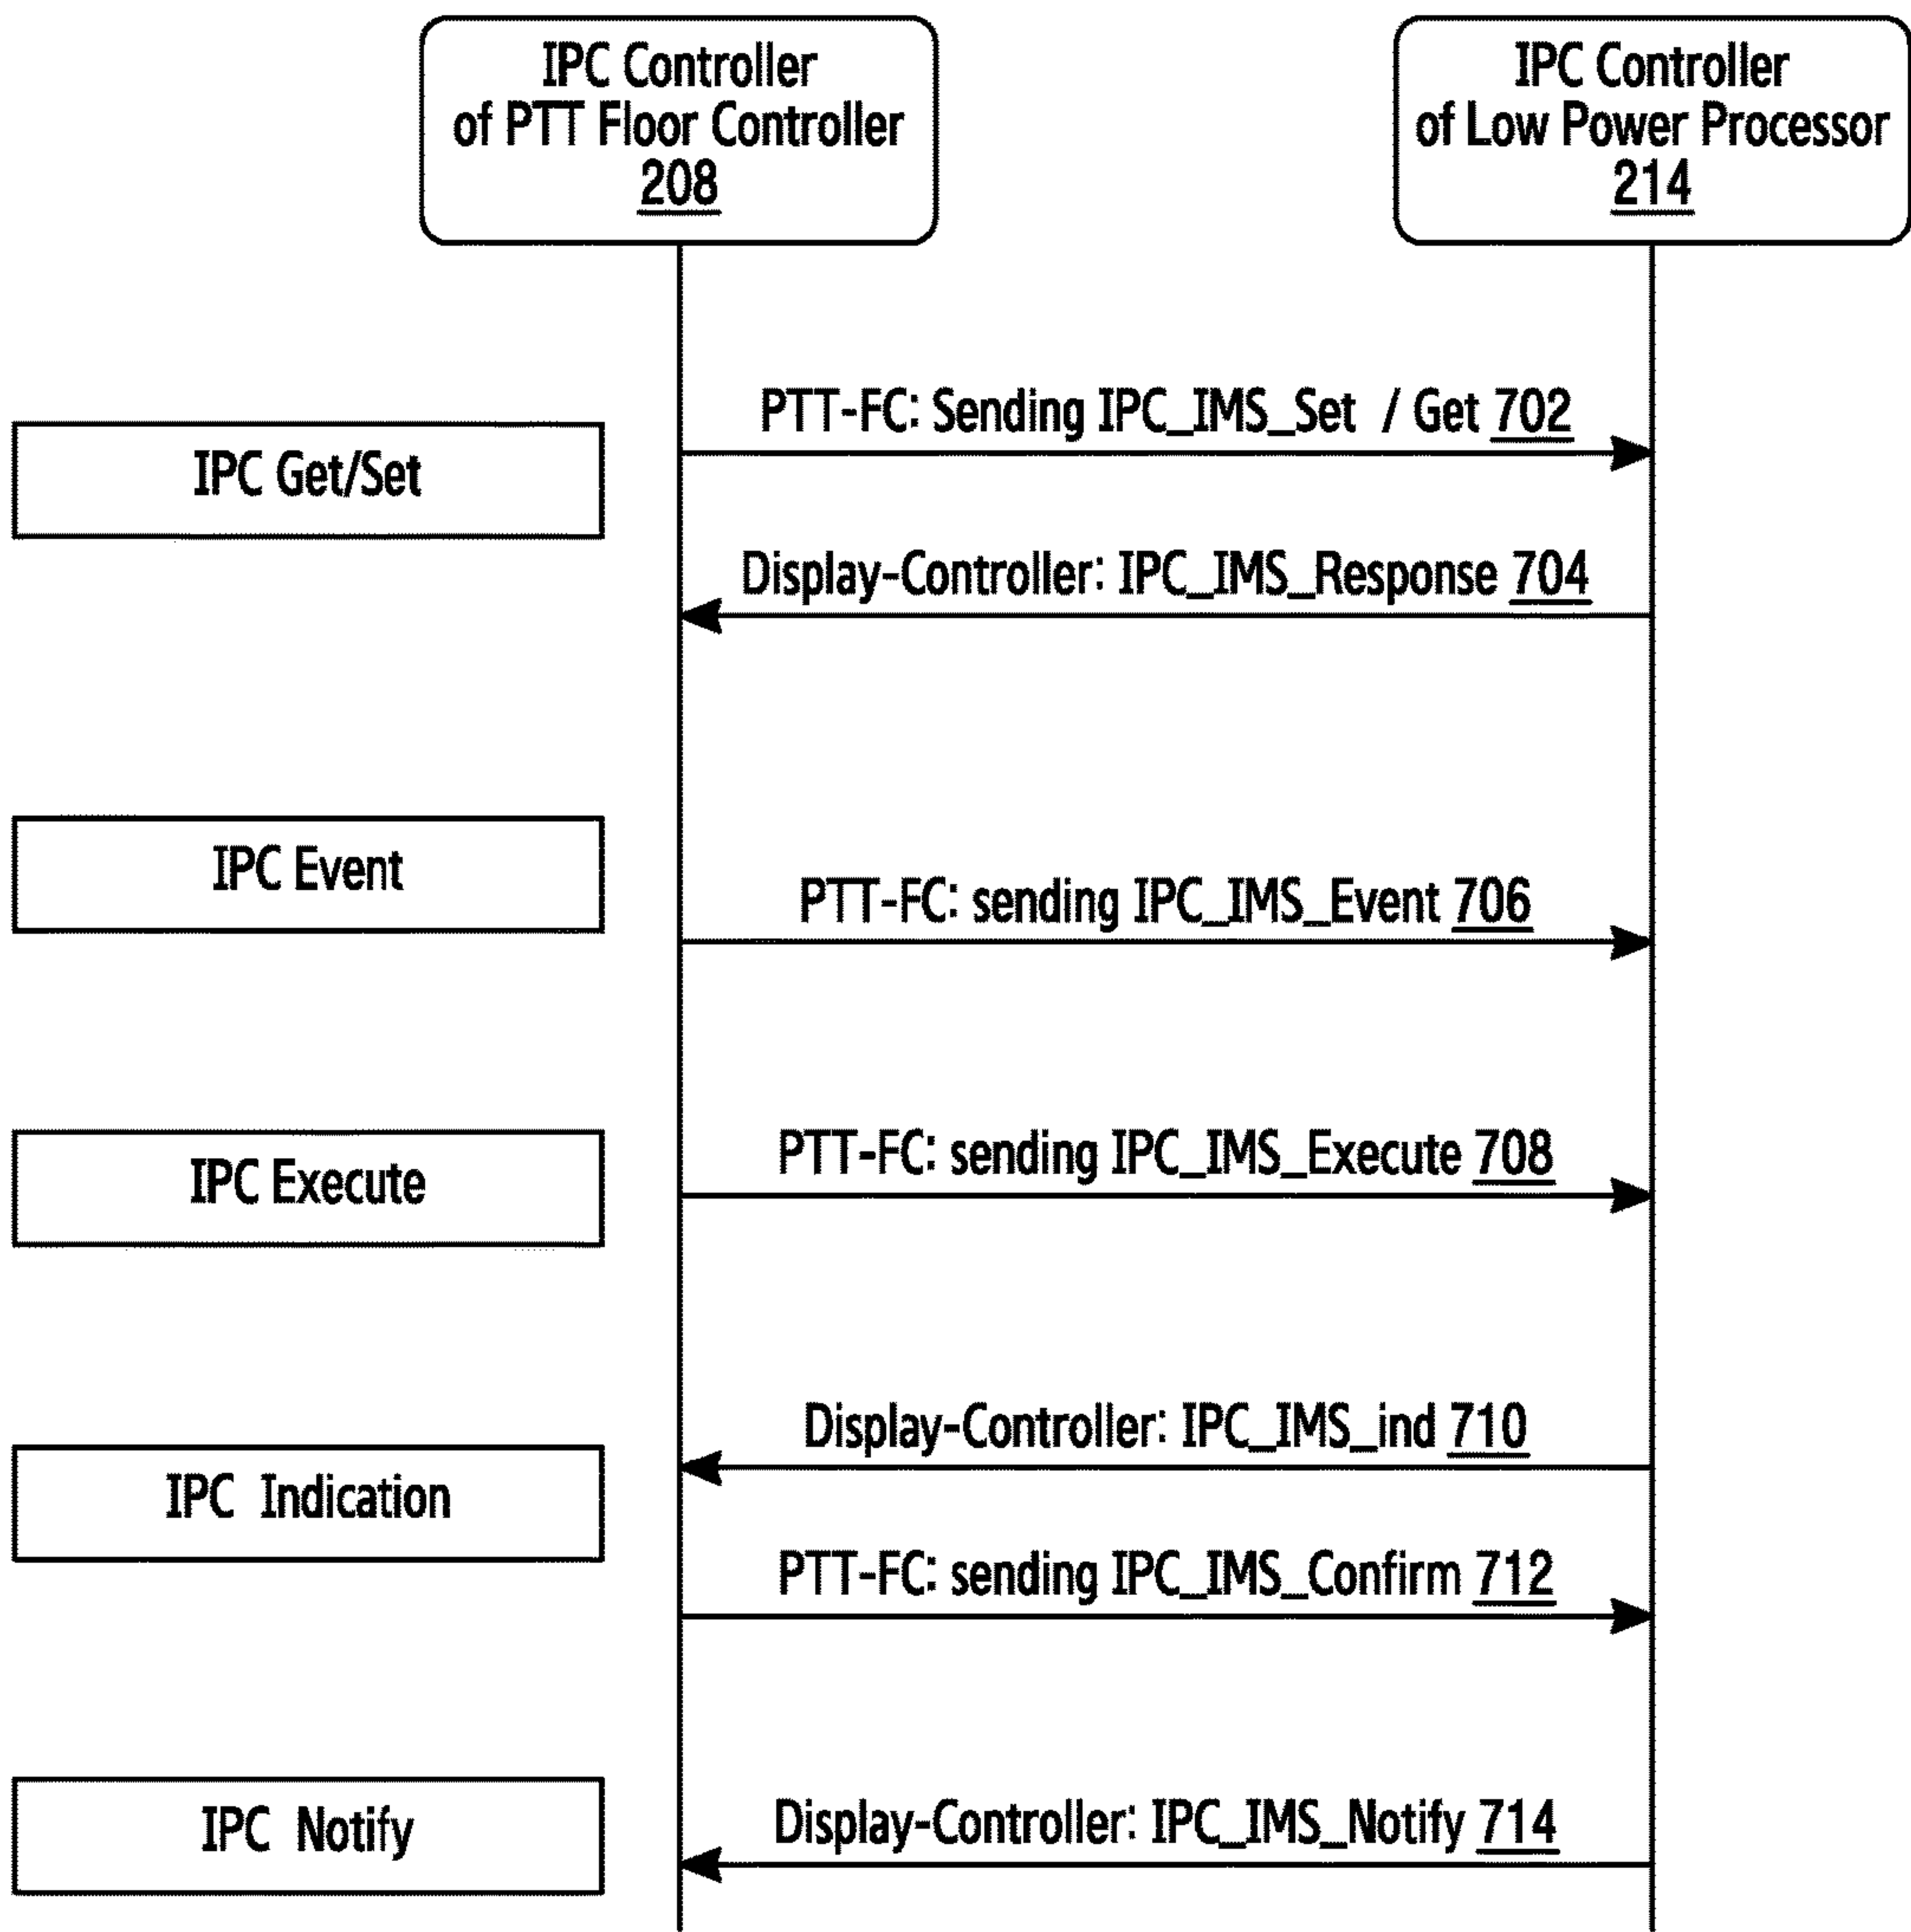 IPC Controller
of PTT Floor Controller
208
IPC Controller
of Low Power Processor
214
PTT-FC: Sending IPC_IMS_Set / Get 702
IPC Get/Set
Display-Controller: IPC_IMS_Response 704
IPC Event
PTT-FC: sending IPC_IMS_Event 706
PTT-FC: sending IPC_IMS_Execute 708
IPC Execute
Display-Controller: IPC_IMS_ind 710
IPC Indication
PTT-FC: sending IPC_IMS_Confirm 712
Display-Controller: IPC_IMS_Notify 714
IPC Notify